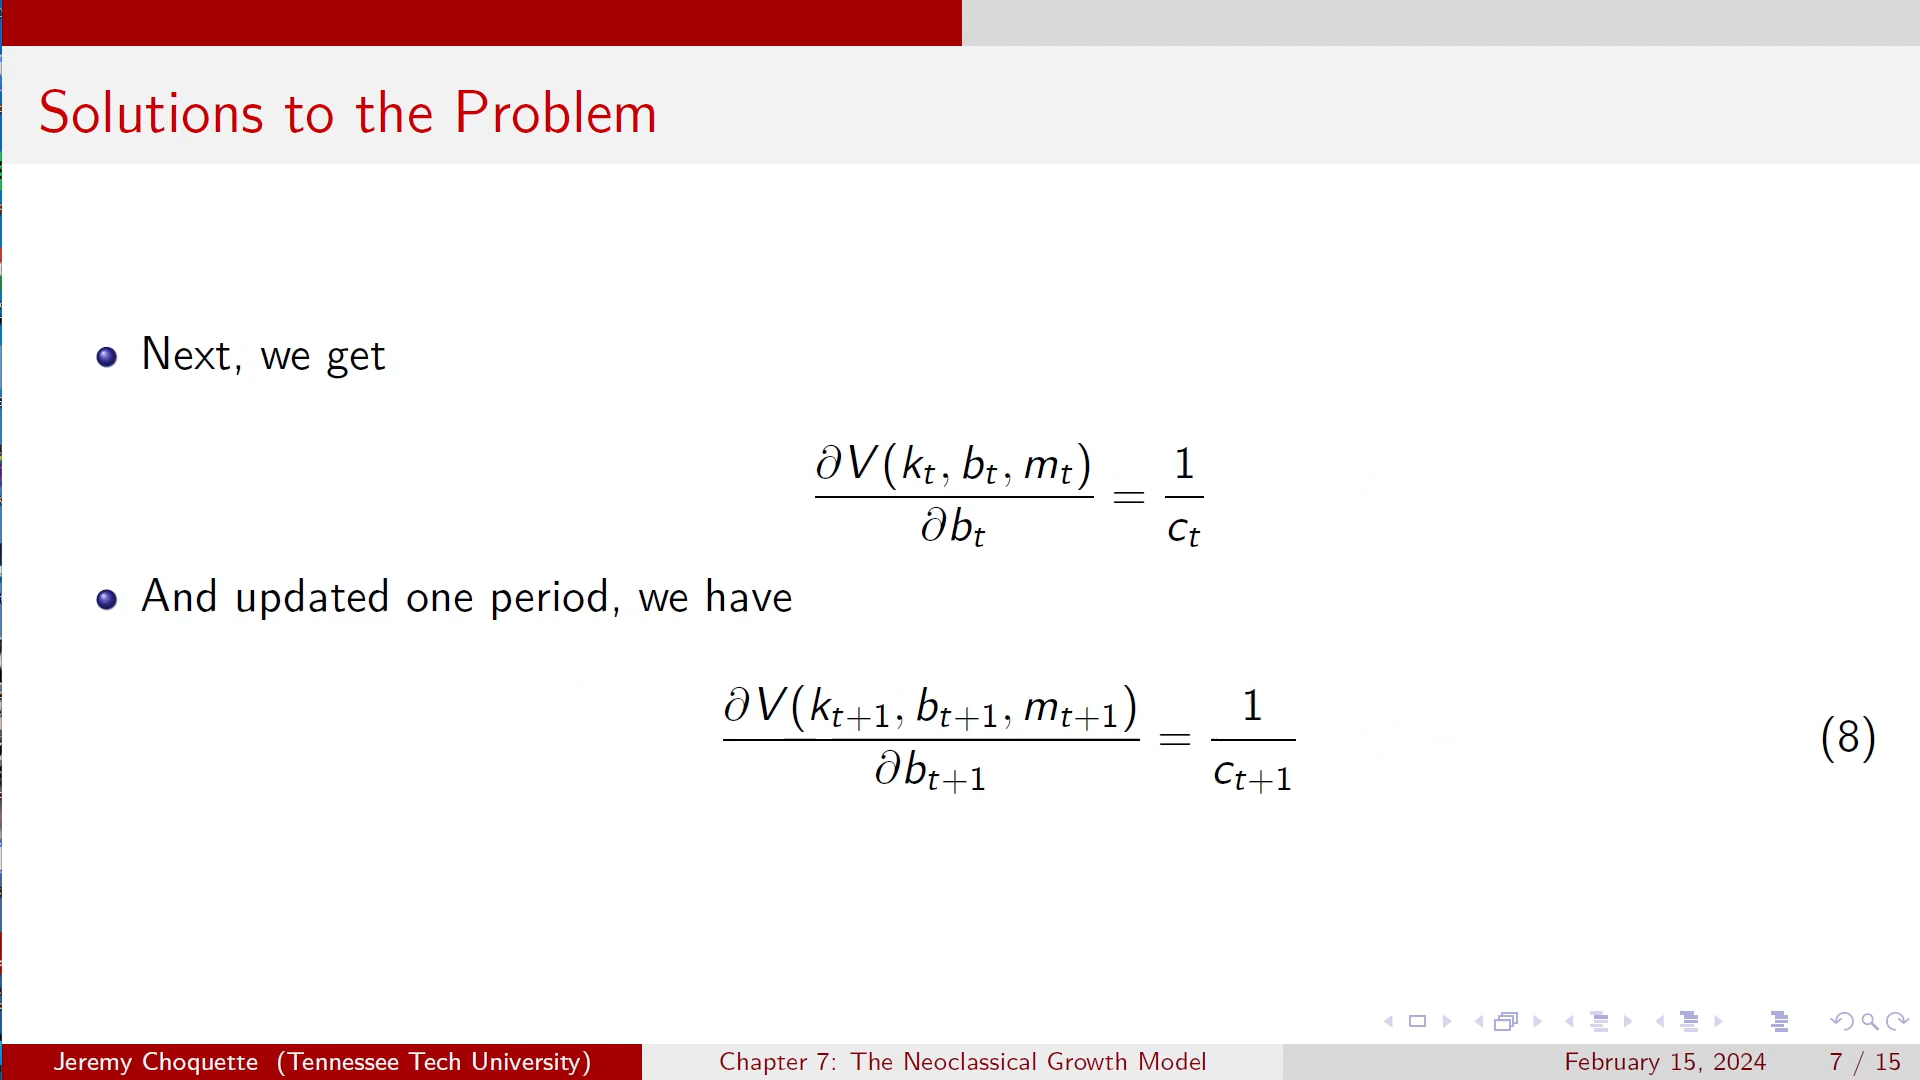 Solutions to the Problem
Next, we get
∂V(kₜ, bₜ, mₜ) / ∂bₜ = 1 / cₜ
And updated one period, we have
∂V(kₜ₊₁, bₜ₊₁, mₜ₊₁) / ∂bₜ₊₁ = 1 / cₜ₊₁ (8)
Jeremy Choquette (Tennessee Tech University) Chapter 7: The Neoclassical Growth Model February 15, 2024 7 / 15